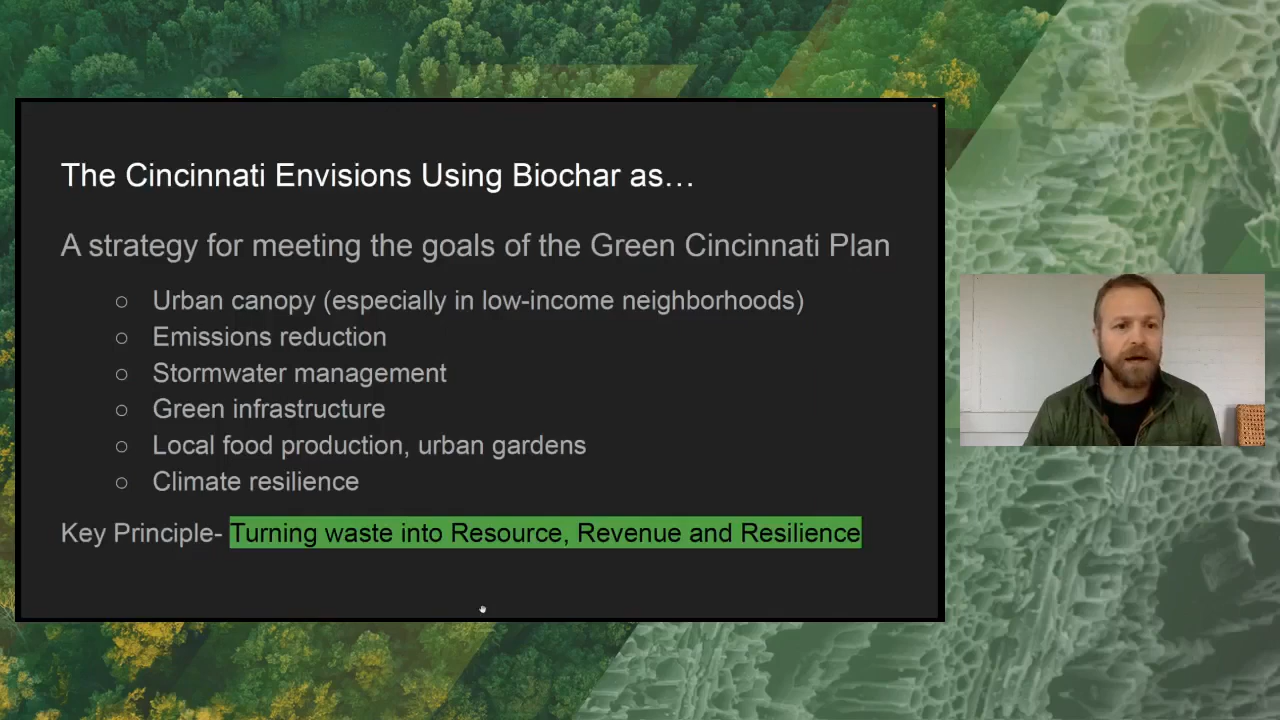 The Cincinnati Envisions Using Biochar as…
A strategy for meeting the goals of the Green Cincinnati Plan
○ Urban canopy (especially in low-income neighborhoods)
○ Emissions reduction
○ Stormwater management
○ Green infrastructure
○ Local food production, urban gardens
○ Climate resilience
Key Principle- Turning waste into Resource, Revenue and Resilience